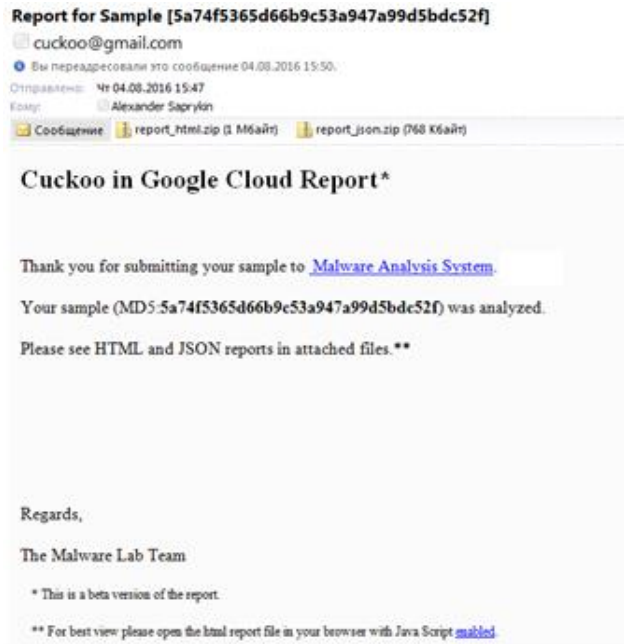 Report for Sample [5a74f5365d66b9c53a947a99d5bdc52f]
cuckoo@gmail.com
Вы переадресовали это сообщение 04.08.2016 15:50.
Отправлено: Чт 04.08.2016 15:47
Кому: Alexander Saprykin
Сообщение report_html.zip (1 Мбайт) report_json.zip (768 Кбайт)
Cuckoo in Google Cloud Report*
Thank you for submitting your sample to Malware Analysis System.
Your sample (MD5:5a74f5365d66b9c53a947a99d5bdc52f) was analyzed.
Please see HTML and JSON reports in attached files.**
Regards,
The Malware Lab Team
* This is a beta version of the report.
** For best view please open the html report file in your browser with Java Script enabled.